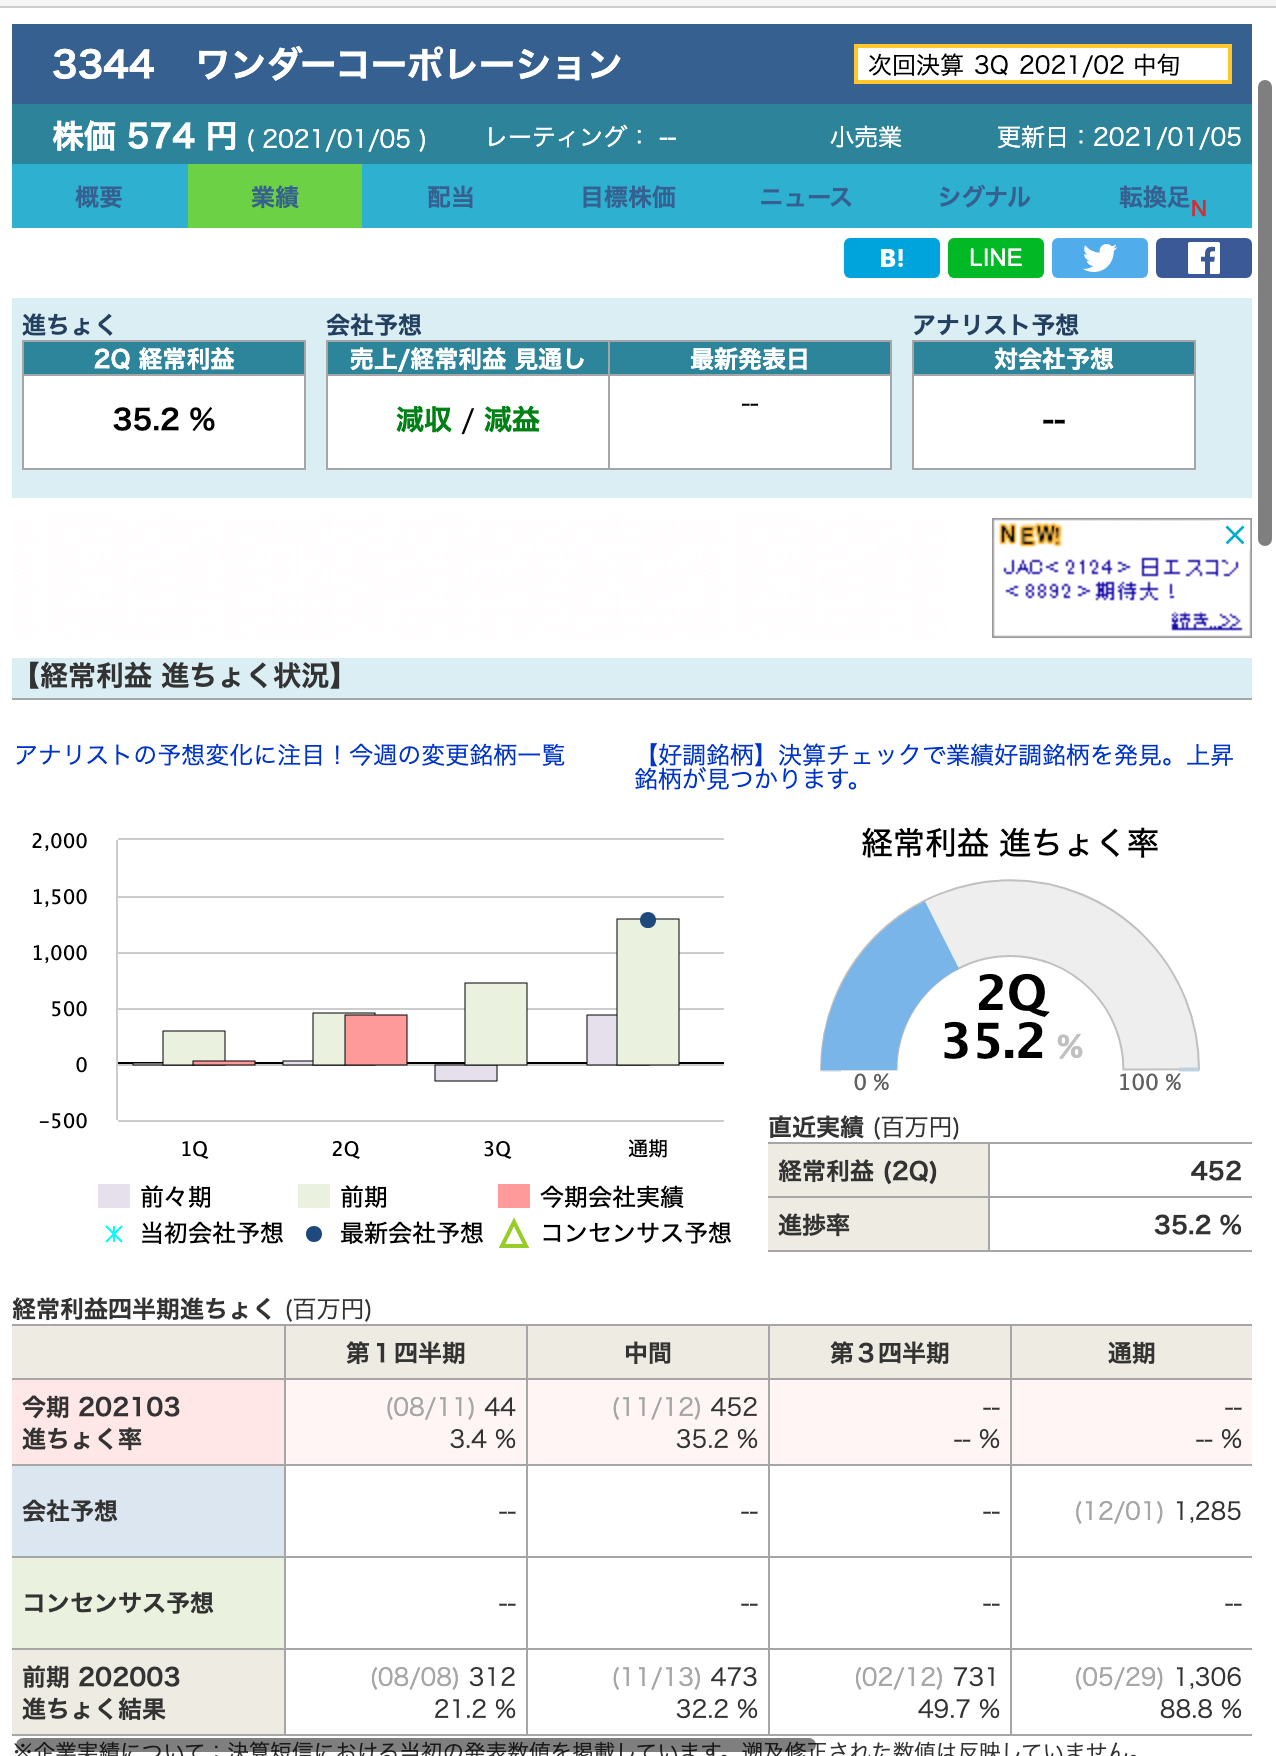 3344　ワンダーコーポレーション
次回決算 3Q 2021/02 中旬
株価 574 円 ( 2021/01/05 )
レーティング： --
小売業
更新日：2021/01/05
概要
業績
配当
目標株価
ニュース
シグナル
転換足N
B!
LINE
進ちょく
会社予想
アナリスト予想
2Q 経常利益
売上/経常利益 見通し
最新発表日
対会社予想
35.2 %
減収 / 減益
--
--
NEW!
JAC<2124> 日エスコン
<8892>期待大！
続き..>>
【経常利益 進ちょく状況】
アナリストの予想変化に注目！今週の変更銘柄一覧
【好調銘柄】決算チェックで業績好調銘柄を発見。上昇
銘柄が見つかります。
2,000
1,500
1,000
500
0
-500
1Q
2Q
3Q
通期
前々期
前期
今期会社実績
当初会社予想
最新会社予想
コンセンサス予想
経常利益 進ちょく率
2Q
35.2 %
0 %
100 %
直近実績 (百万円)
経常利益 (2Q) 452
進捗率 35.2 %
経常利益四半期進ちょく (百万円)
第１四半期 中間 第３四半期 通期
今期 202103 (08/11) 44 (11/12) 452 -- --
進ちょく率 3.4 % 35.2 % -- % -- %
会社予想 -- -- -- (12/01) 1,285
コンセンサス予想 -- -- -- --
前期 202003 (08/08) 312 (11/13) 473 (02/12) 731 (05/29) 1,306
進ちょく結果 21.2 % 32.2 % 49.7 % 88.8 %
※企業実績について：決算短信における当初の発表数値を掲載しています。遡及修正された数値は反映していません。